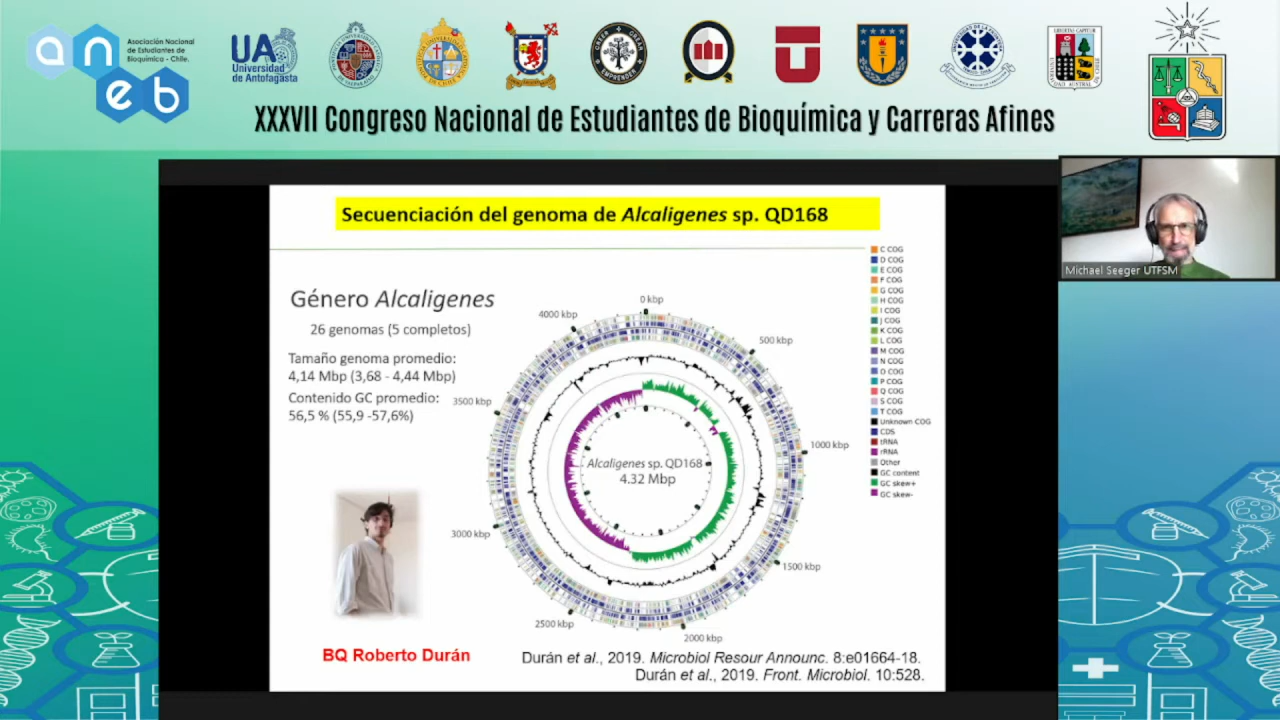 aneb
Asociación Nacional
de Estudiantes de
Bioquímica - Chile.
UA
Universidad
de Antofagasta
CREER
CREAR
EMPRENDER
XXXVII Congreso Nacional de Estudiantes de Bioquímica y Carreras Afines
Michael Seeger UTFSM
Secuenciación del genoma de Alcaligenes sp. QD168
Género Alcaligenes
26 genomas (5 completos)
Tamaño genoma promedio:
4,14 Mbp (3,68 - 4,44 Mbp)
Contenido GC promedio:
56,5 % (55,9 -57,6%)
0 kbp
500 kbp
1000 kbp
1500 kbp
2000 kbp
2500 kbp
3000 kbp
3500 kbp
4000 kbp
Alcaligenes sp. QD168
4.32 Mbp
C COG
D COG
E COG
F COG
G COG
H COG
I COG
J COG
K COG
L COG
M COG
N COG
O COG
P COG
Q COG
S COG
T COG
Unknown COG
CDS
tRNA
rRNA
Other
GC content
GC skew+
GC skew-
BQ Roberto Durán
Durán et al., 2019. Microbiol Resour Announc. 8:e01664-18.
Durán et al., 2019. Front. Microbiol. 10:528.